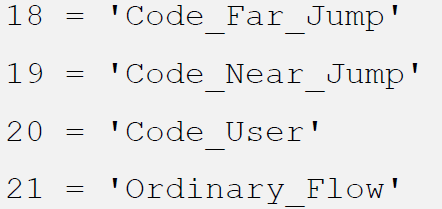 18 = 'Code_Far_Jump'
19 = 'Code_Near_Jump'
20 = 'Code_User'
21 = 'Ordinary_Flow'